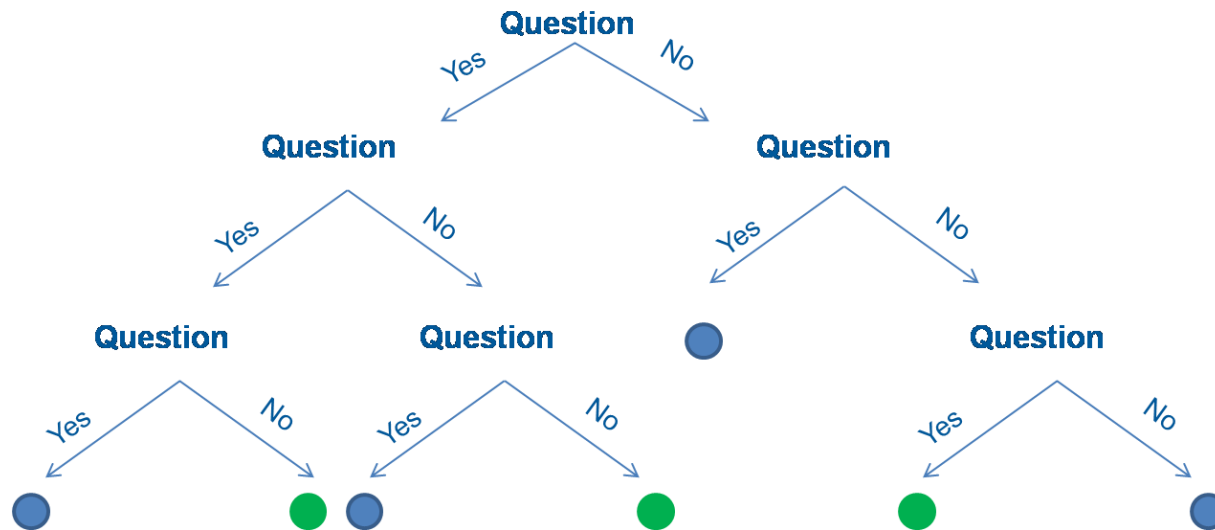 Question
Yes No
Question Question
Yes No Yes No
Question Question Question
Yes No Yes No Yes No